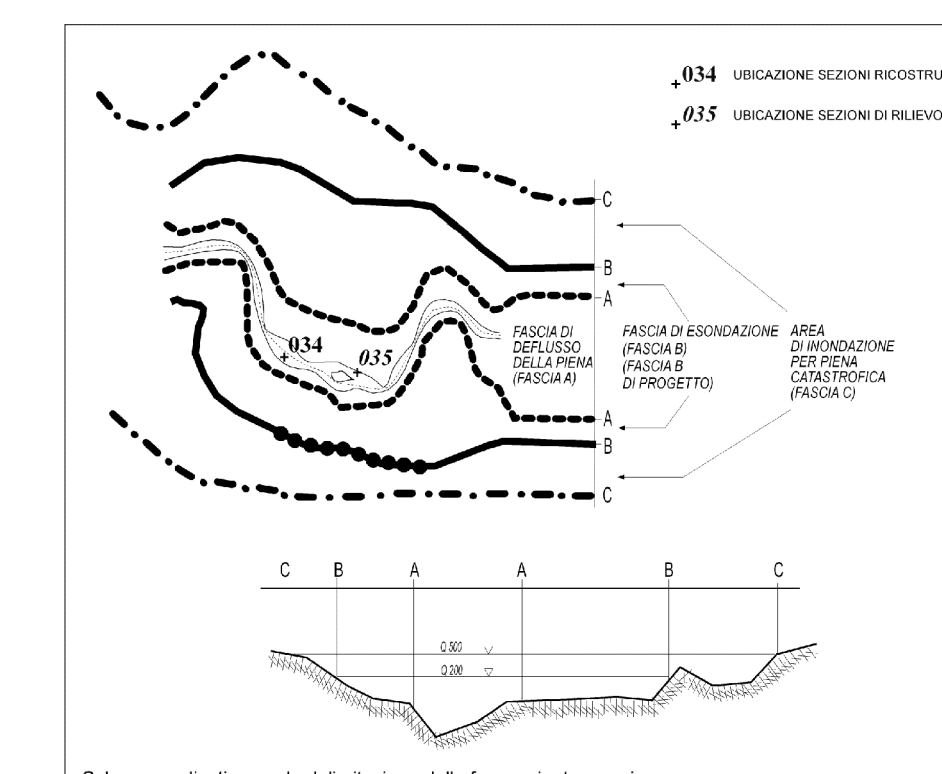 034 UBICAZIONE SEZIONI RICOSTRU
035 UBICAZIONE SEZIONI DI RILIEVO
C
B
A
FASCIA DI
DEFLUSSO
DELLA PIENA
(FASCIA A)
FASCIA DI ESONDAZIONE
(FASCIA B)
(FASCIA B
DI PROGETTO)
AREA
DI INONDAZIONE
PER PIENA
CATASTROFICA
(FASCIA C)
034
035
A
B
C
C B A A B C
Q 500
Q 200